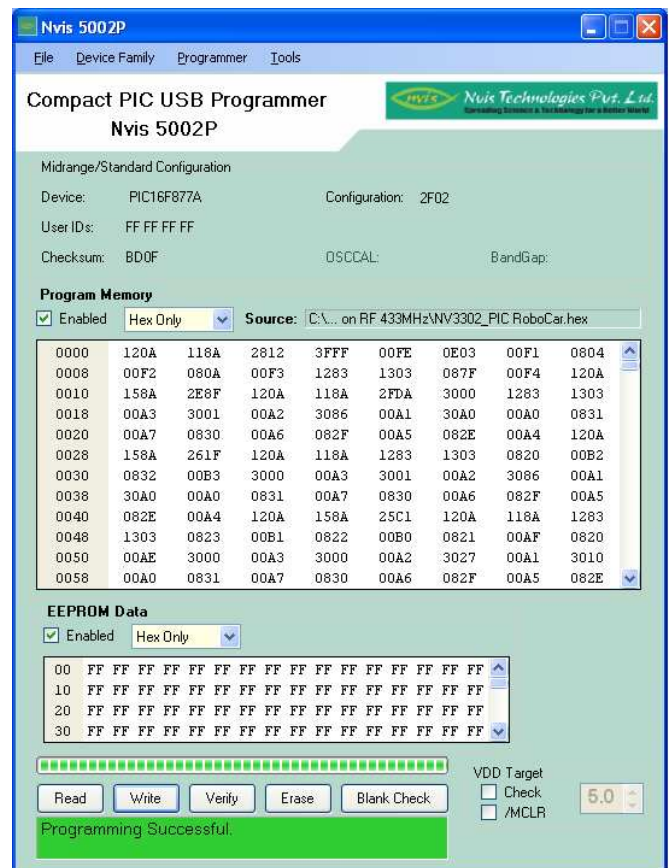 Nvis 5002P
File Device Family Programmer Tools
Compact PIC USB Programmer
Nvis 5002P
nvis Nvis Technologies Pvt. Ltd.
Spreading Science & Technology for a Better World
Midrange/Standard Configuration
Device: PIC16F877A Configuration: 2F02
User IDs: FF FF FF FF
Checksum: BD0F OSCCAL: BandGap:
Program Memory
Enabled Hex Only Source: C:\... on RF 433MHz\NV3302_PIC RoboCar.hex
0000 120A 118A 2812 3FFF 00FE 0E03 00F1 0804
0008 00F2 080A 00F3 1283 1303 087F 00F4 120A
0010 158A 2E8F 120A 118A 2FDA 3000 1283 1303
0018 00A3 3001 00A2 3086 00A1 30A0 00A0 0831
0020 00A7 0830 00A6 082F 00A5 082E 00A4 120A
0028 158A 261F 120A 118A 1283 1303 0820 00B2
0030 0832 00B3 3000 00A3 3001 00A2 3086 00A1
0038 30A0 00A0 0831 00A7 0830 00A6 082F 00A5
0040 082E 00A4 120A 158A 25C1 120A 118A 1283
0048 1303 0823 00B1 0822 00B0 0821 00AF 0820
0050 00AE 3000 00A3 3000 00A2 3027 00A1 3010
0058 00A0 0831 00A7 0830 00A6 082F 00A5 082E
EEPROM Data
Enabled Hex Only
00 FF FF FF FF FF FF FF FF FF FF FF FF FF FF FF FF
10 FF FF FF FF FF FF FF FF FF FF FF FF FF FF FF FF
20 FF FF FF FF FF FF FF FF FF FF FF FF FF FF FF FF
30 FF FF FF FF FF FF FF FF FF FF FF FF FF FF FF FF
VDD Target
Read Write Verify Erase Blank Check Check 5.0
/MCLR
Programming Successful.